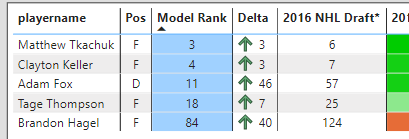 playername Pos Model Rank Delta 2016 NHL Draft* 201
Matthew Tkachuk F 3 3 6
Clayton Keller F 4 3 7
Adam Fox D 11 46 57
Tage Thompson F 18 7 25
Brandon Hagel F 84 40 124